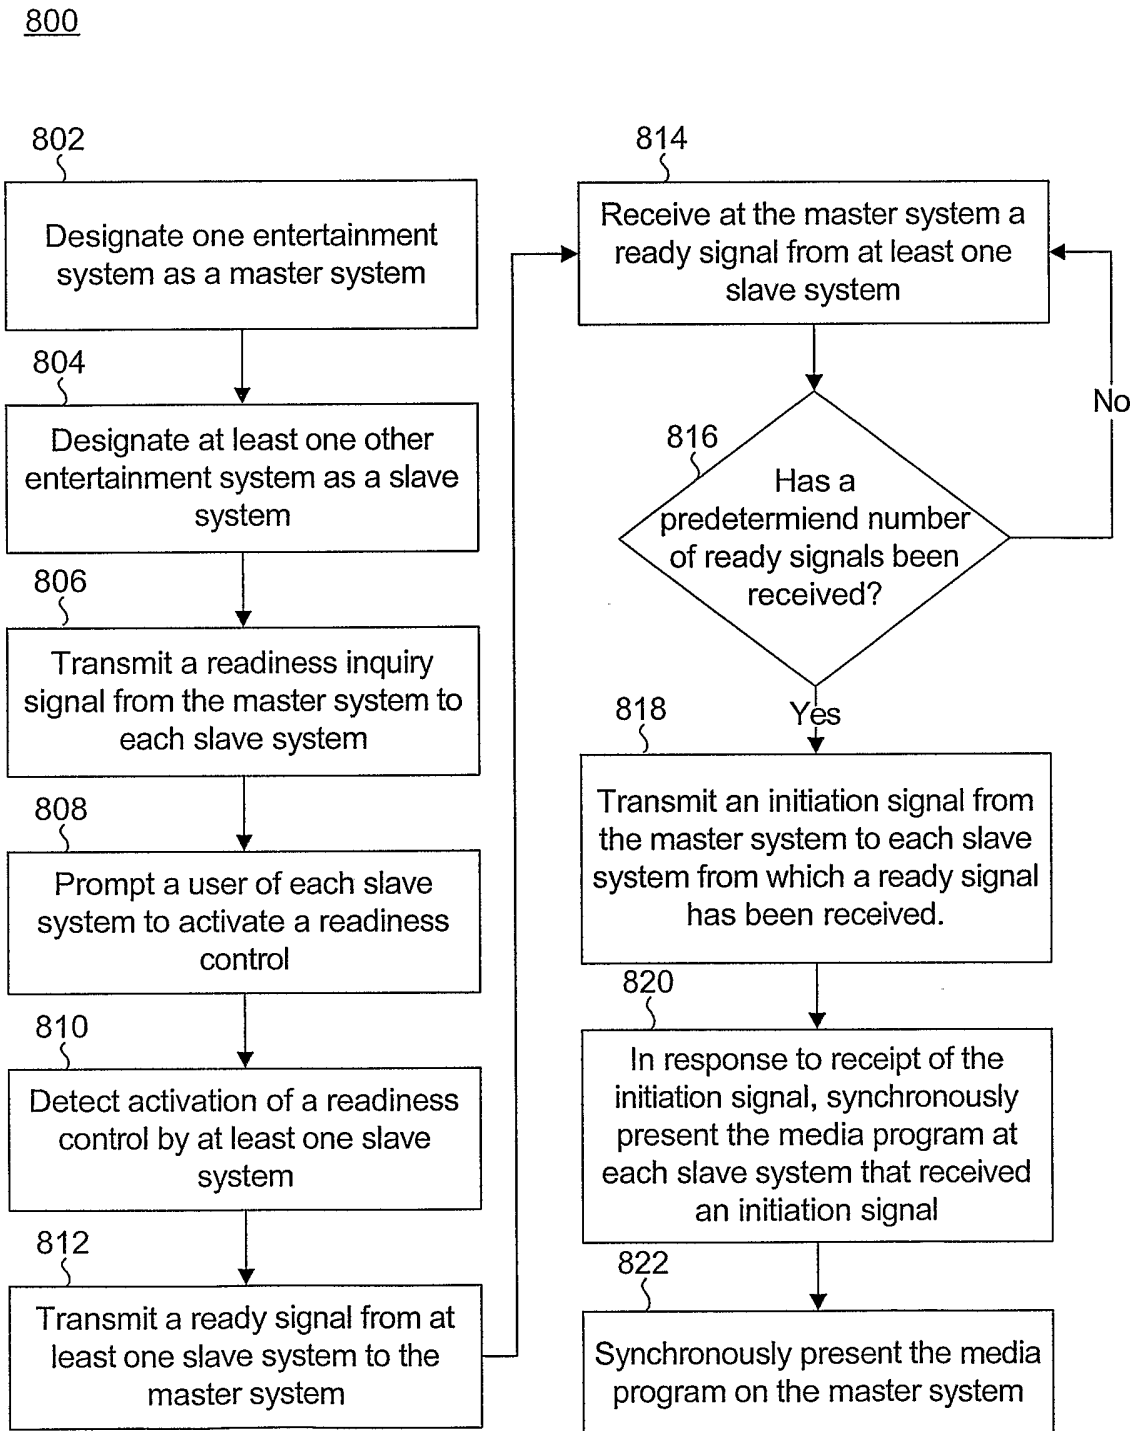 800
802
Designate one entertainment
system as a master system
804
Designate at least one other
entertainment system as a slave
system
806
Transmit a readiness inquiry
signal from the master system to
each slave system
808
Prompt a user of each slave
system to activate a readiness
control
810
Detect activation of a readiness
control by at least one slave
system
812
Transmit a ready signal from at
least one slave system to the
master system
814
Receive at the master system a
ready signal from at least one
slave system
816
Has a
predetermiend number
of ready signals been
received?
No
Yes
818
Transmit an initiation signal from
the master system to each slave
system from which a ready signal
has been received.
820
In response to receipt of the
initiation signal, synchronously
present the media program at
each slave system that received
an initiation signal
822
Synchronously present the media
program on the master system